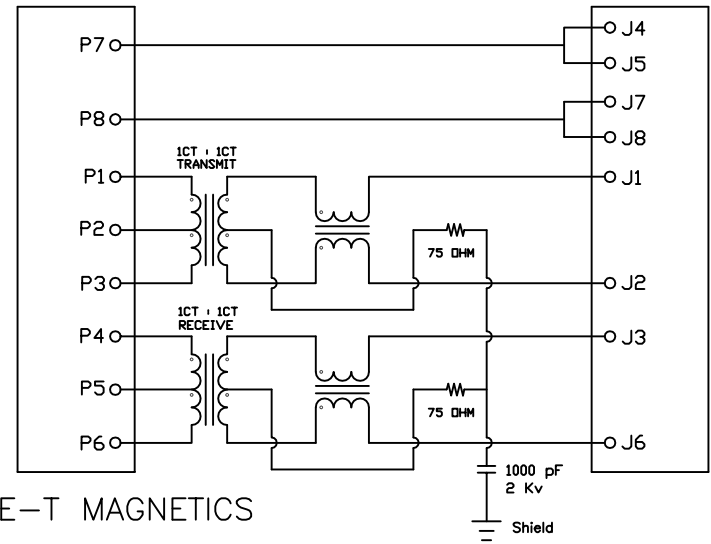 P7
J4
J5
P8
J7
J8
1CT : 1CT
TRANSMIT
P1
J1
P2
75 OHM
P3
J2
1CT : 1CT
RECEIVE
P4
J3
P5
75 OHM
P6
J6
1000 pF
2 Kv
E-T MAGNETICS
Shield